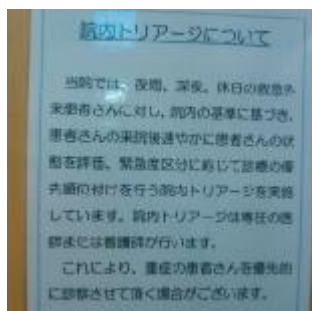 院内トリアージについて
当院では、夜間、深夜、休日の救急外
来患者さんに対し、院内の基準に基づき、
患者さんの来院後速やかに患者さんの状
態を評価、緊急度区分に応じて診療の優
先順位付けを行う院内トリアージを実施
しています。院内トリアージは専任の医
師または看護師が行います。
これにより、重症の患者さんを優先的
に診察させて頂く場合がございます。